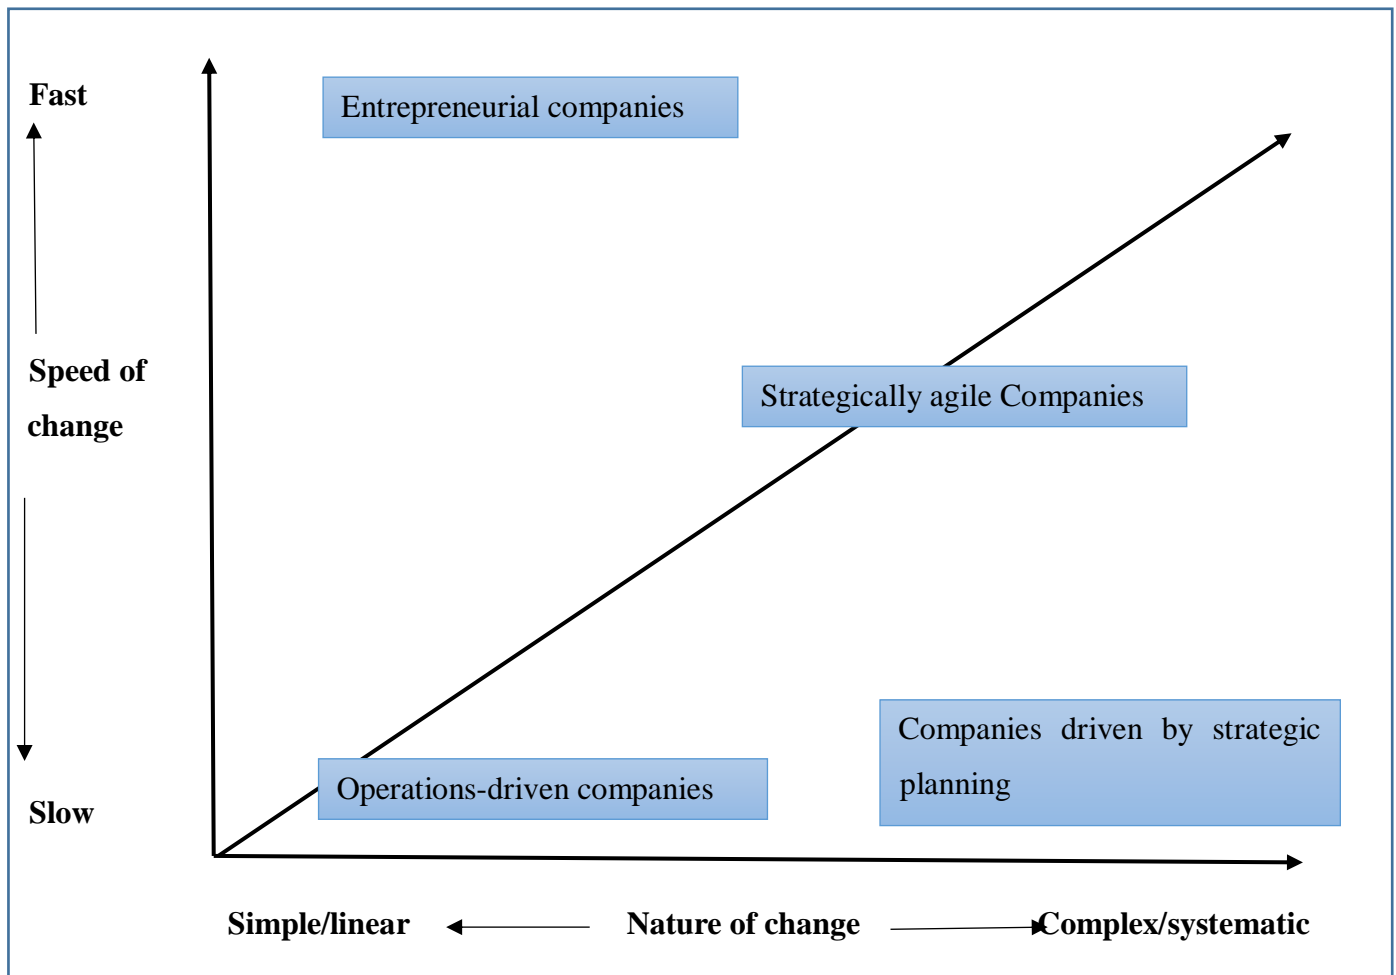 Fast
Entrepreneurial companies
Speed of
change
Strategically agile Companies
Companies driven by strategic
planning
Operations-driven companies
Slow
Simple/linear
Nature of change
Complex/systematic